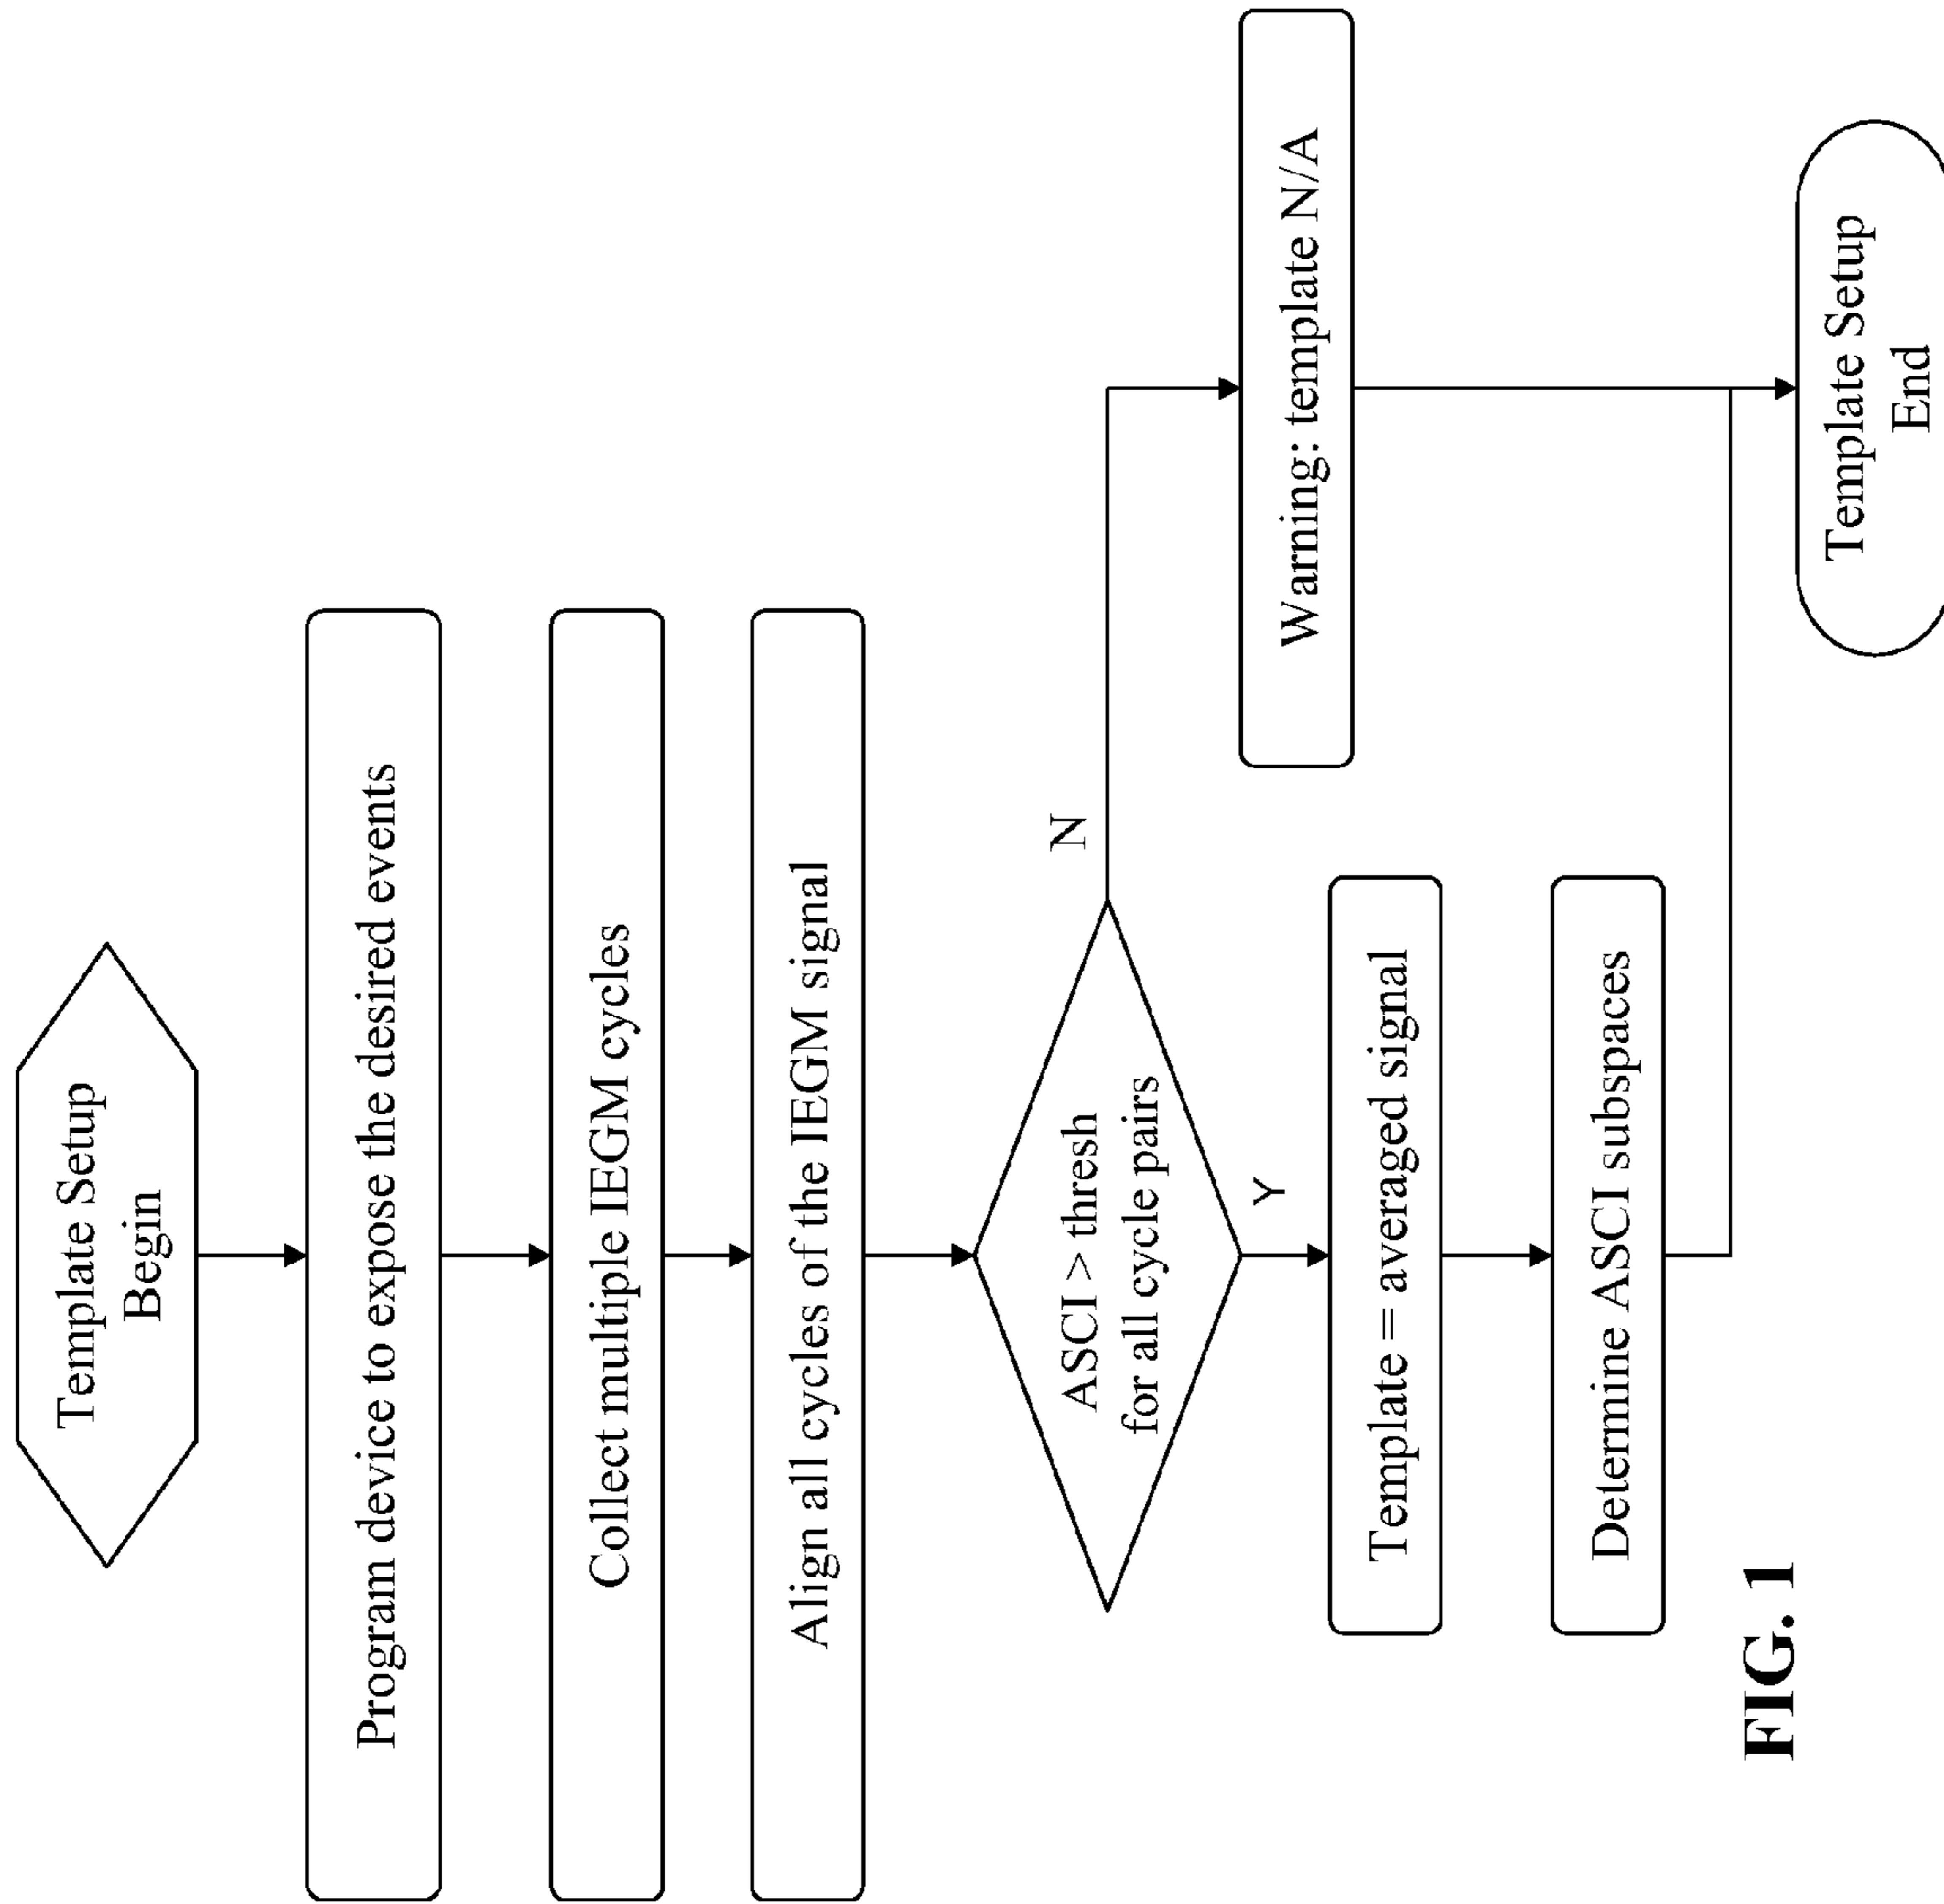 Template Setup
Begin
Program device to expose the desired events
Collect multiple IEGM cycles
Align all cycles of the IEGM signal
ASCI > thresh
for all cycle pairs
N
Y
Warning: template N/A
Template = averaged signal
Determine ASCI subspaces
Template Setup
End
FIG. 1